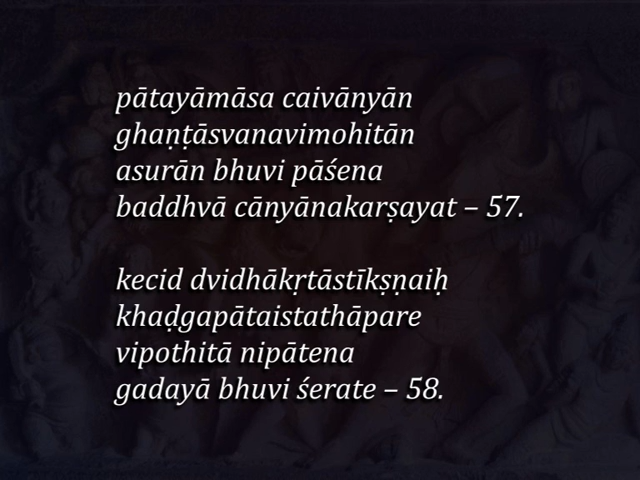 pātayāmāsa caivānyān
ghaṇṭāsvanavimohitān
asurān bhuvi pāśena
baddhvā cānyānakarṣayat – 57.
kecid dvidhākṛtāstīkṣṇaiḥ
khaḍgapātaistathāpare
vipothitā nipātena
gadayā bhuvi śerate – 58.